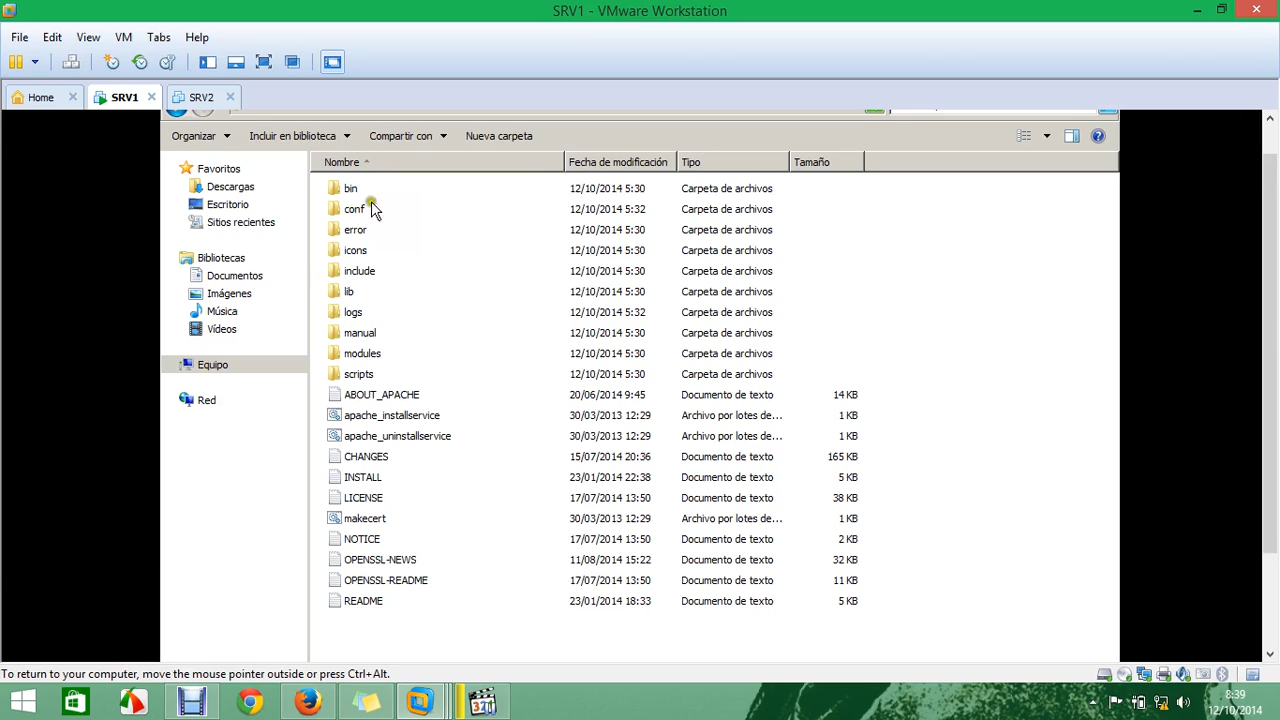 SRV1 - VMware Workstation
File Edit View VM Tabs Help
Home SRV1 SRV2
Organizar Incluir en biblioteca Compartir con Nueva carpeta
Nombre Fecha de modificación Tipo Tamaño
Favoritos
Descargas
Escritorio
Sitios recientes
Bibliotecas
Documentos
Imágenes
Música
Vídeos
Equipo
Red
bin 12/10/2014 5:30 Carpeta de archivos
conf 12/10/2014 5:32 Carpeta de archivos
error 12/10/2014 5:30 Carpeta de archivos
icons 12/10/2014 5:30 Carpeta de archivos
include 12/10/2014 5:30 Carpeta de archivos
lib 12/10/2014 5:30 Carpeta de archivos
logs 12/10/2014 5:32 Carpeta de archivos
manual 12/10/2014 5:30 Carpeta de archivos
modules 12/10/2014 5:30 Carpeta de archivos
scripts 12/10/2014 5:30 Carpeta de archivos
ABOUT_APACHE 20/06/2014 9:45 Documento de texto 14 KB
apache_installservice 30/03/2013 12:29 Archivo por lotes de... 1 KB
apache_uninstallservice 30/03/2013 12:29 Archivo por lotes de... 1 KB
CHANGES 15/07/2014 20:36 Documento de texto 165 KB
INSTALL 23/01/2014 22:38 Documento de texto 5 KB
LICENSE 17/07/2014 13:50 Documento de texto 38 KB
makecert 30/03/2013 12:29 Archivo por lotes de... 1 KB
NOTICE 17/07/2014 13:50 Documento de texto 2 KB
OPENSSL-NEWS 11/08/2014 15:22 Documento de texto 32 KB
OPENSSL-README 17/07/2014 13:50 Documento de texto 11 KB
README 23/01/2014 18:33 Documento de texto 5 KB
To return to your computer, move the mouse pointer outside or press Ctrl+Alt.
321
8:39
12/10/2014